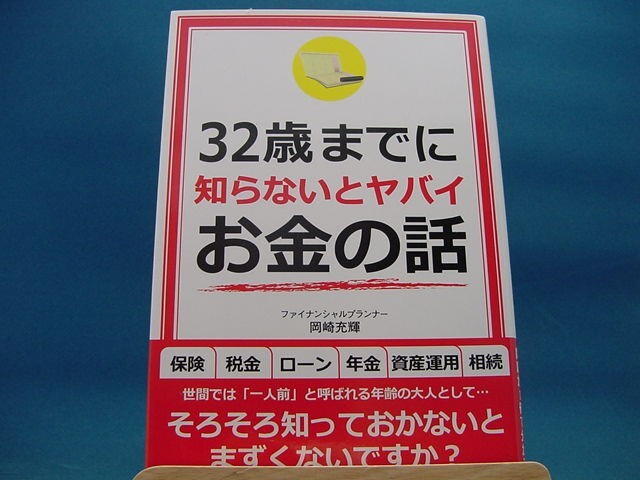 32歳までに
知らないとヤバイ
お金の話
ファイナンシャルプランナー
岡崎充輝
保険 税金 ローン 年金 資産運用 相続
世間では「一人前」と呼ばれる年齢の大人として…
そろそろ知っておかないと
まずくないですか？